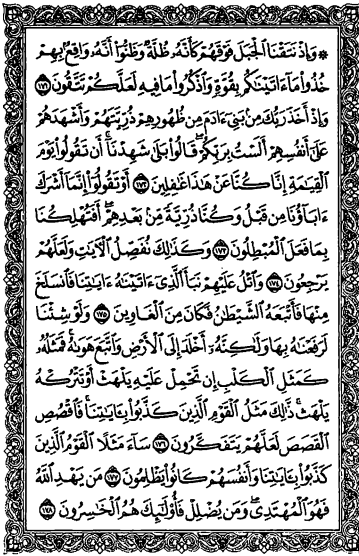 ۞ وَإِذْ نَتَقْنَا ٱلْجَبَلَ فَوْقَهُمْ كَأَنَّهُۥ ظُلَّةٌ وَظَنُّوٓا۟ أَنَّهُۥ وَاقِعٌۢ بِهِمْ
خُذُوا۟ مَآ ءَاتَيْنَٰكُم بِقُوَّةٍ وَٱذْكُرُوا۟ مَا فِيهِ لَعَلَّكُمْ تَتَّقُونَ ١٧١
وَإِذْ أَخَذَ رَبُّكَ مِنۢ بَنِىٓ ءَادَمَ مِن ظُهُورِهِمْ ذُرِّيَّتَهُمْ وَأَشْهَدَهُمْ
عَلَىٰٓ أَنفُسِهِمْ أَلَسْتُ بِرَبِّكُمْ ۖ قَالُوا۟ بَلَىٰ ۛ شَهِدْنَآ ۛ أَن تَقُولُوا۟ يَوْمَ
ٱلْقِيَٰمَةِ إِنَّا كُنَّا عَنْ هَٰذَا غَٰفِلِينَ ١٧٢ أَوْ تَقُولُوٓا۟ إِنَّمَآ أَشْرَكَ
ءَابَآؤُنَا مِن قَبْلُ وَكُنَّا ذُرِّيَّةً مِّنۢ بَعْدِهِمْ ۖ أَفَتُهْلِكُنَا
بِمَا فَعَلَ ٱلْمُبْطِلُونَ ١٧٣ وَكَذَٰلِكَ نُفَصِّلُ ٱلْءَايَٰتِ وَلَعَلَّهُمْ
يَرْجِعُونَ ١٧٤ وَٱتْلُ عَلَيْهِمْ نَبَأَ ٱلَّذِىٓ ءَاتَيْنَٰهُ ءَايَٰتِنَا فَٱنسَلَخَ
مِنْهَا فَأَتْبَعَهُ ٱلشَّيْطَٰنُ فَكَانَ مِنَ ٱلْغَاوِينَ ١٧٥ وَلَوْ شِئْنَا
لَرَفَعْنَٰهُ بِهَا وَلَٰكِنَّهُۥٓ أَخْلَدَ إِلَى ٱلْأَرْضِ وَٱتَّبَعَ هَوَىٰهُ ۚ فَمَثَلُهُۥ
كَمَثَلِ ٱلْكَلْبِ إِن تَحْمِلْ عَلَيْهِ يَلْهَثْ أَوْ تَتْرُكْهُ
يَلْهَث ۚ ذَّٰلِكَ مَثَلُ ٱلْقَوْمِ ٱلَّذِينَ كَذَّبُوا۟ بِـَٔايَٰتِنَا ۚ فَٱقْصُصِ
ٱلْقَصَصَ لَعَلَّهُمْ يَتَفَكَّرُونَ ١٧٦ سَآءَ مَثَلًا ٱلْقَوْمُ ٱلَّذِينَ
كَذَّبُوا۟ بِـَٔايَٰتِنَا وَأَنفُسَهُمْ كَانُوا۟ يَظْلِمُونَ ١٧٧ مَن يَهْدِ ٱللَّهُ
فَهُوَ ٱلْمُهْتَدِى ۖ وَمَن يُضْلِلْ فَأُو۟لَٰٓئِكَ هُمُ ٱلْخَٰسِرُونَ ١٧٨